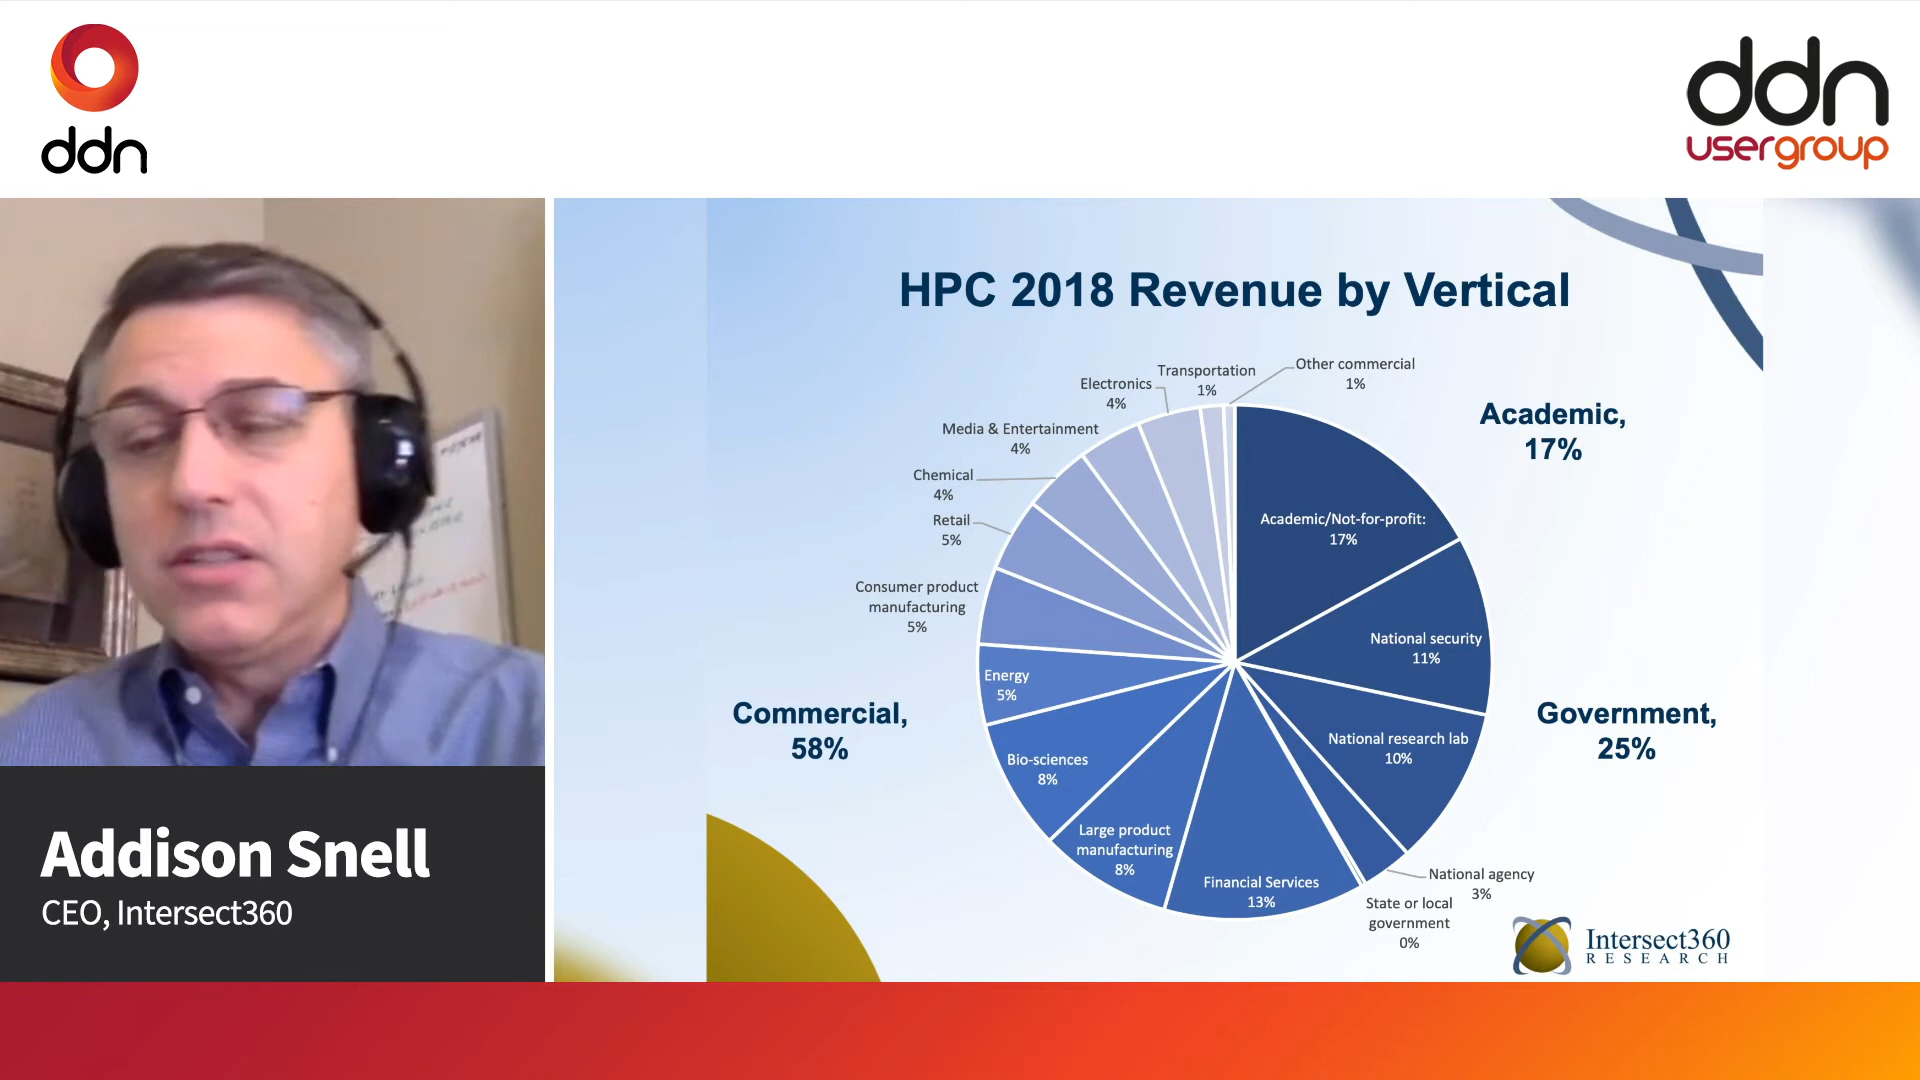 ddn
ddn
usergroup
HPC 2018 Revenue by Vertical
Transportation
1%
Other commercial
1%
Electronics
4%
Media & Entertainment
4%
Chemical
4%
Retail
5%
Consumer product
manufacturing
5%
Energy
5%
Bio-sciences
8%
Large product
manufacturing
8%
Financial Services
13%
State or local
government
0%
National agency
3%
National research lab
10%
National security
11%
Academic/Not-for-profit:
17%
Academic,
17%
Government,
25%
Commercial,
58%
Intersect360
RESEARCH
Addison Snell
CEO, Intersect360